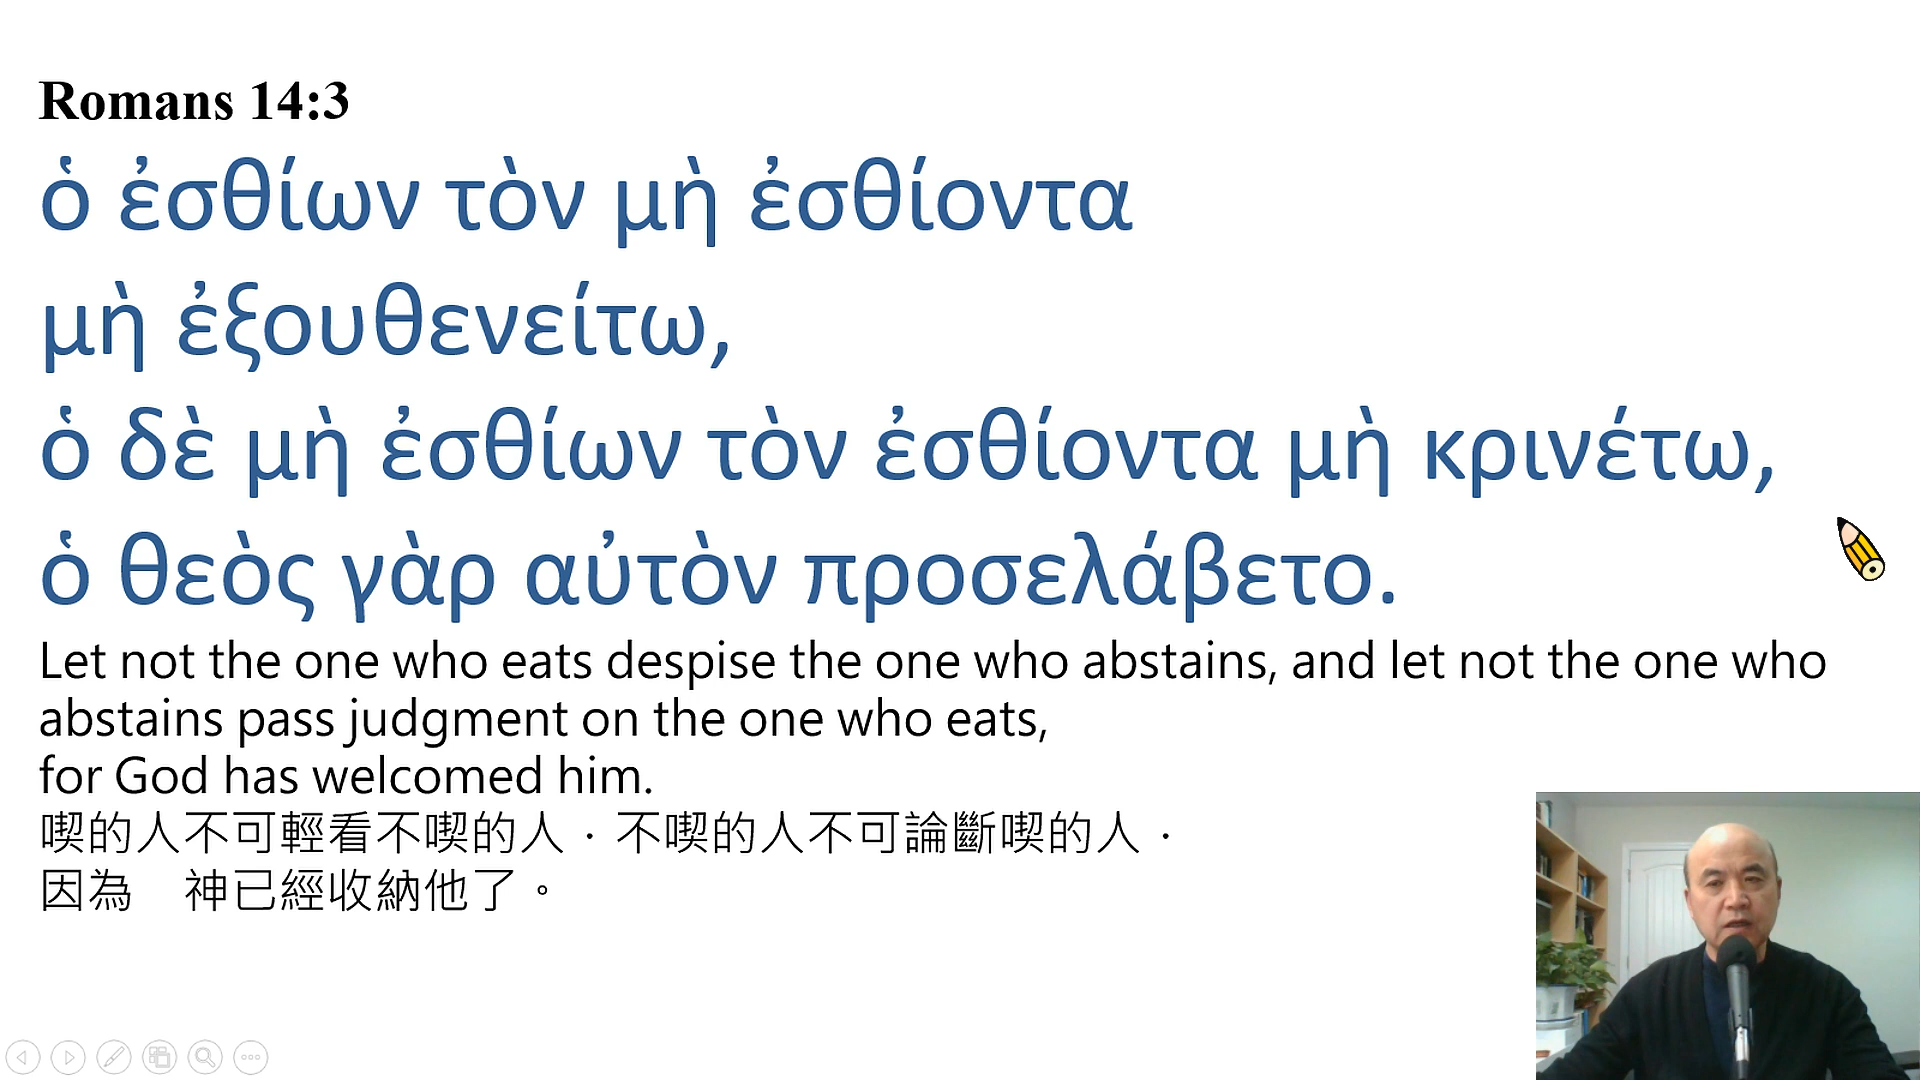 Romans 14:3
ὁ ἐσθίων τὸν μὴ ἐσθίοντα
μὴ ἐξουθενείτω,
ὁ δὲ μὴ ἐσθίων τὸν ἐσθίοντα μὴ κρινέτω,
ὁ θεὸς γὰρ αὐτὸν προσελάβετο.
Let not the one who eats despise the one who abstains, and let not the one who
abstains pass judgment on the one who eats,
for God has welcomed him.
喫的人不可輕看不喫的人．不喫的人不可論斷喫的人．
因為　神已經收納他了。